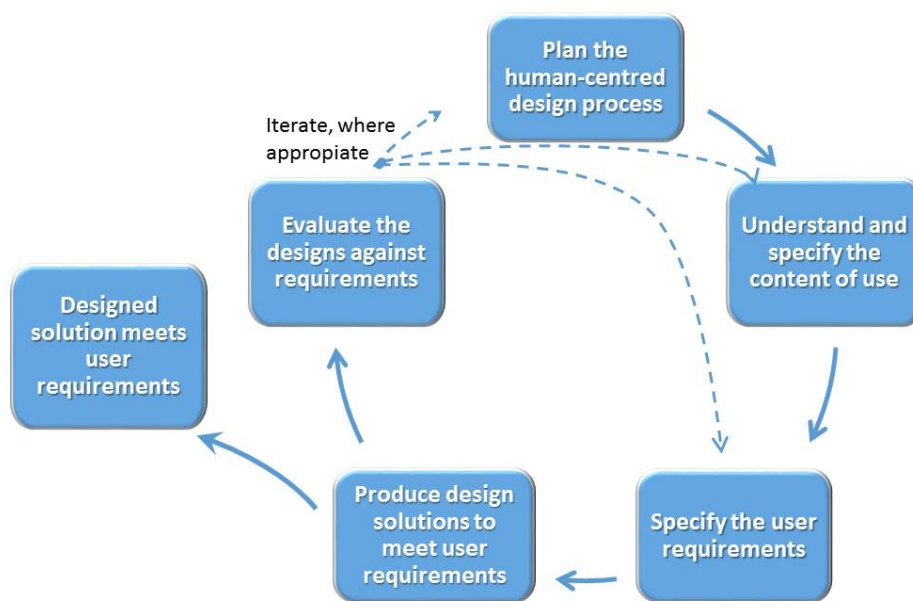 Plan the
human-centred
design process
Iterate, where
appropiate
Understand and
specify the
content of use
Evaluate the
designs against
requirements
Designed
solution meets
user
requirements
Produce design
solutions to
meet user
requirements
Specify the user
requirements